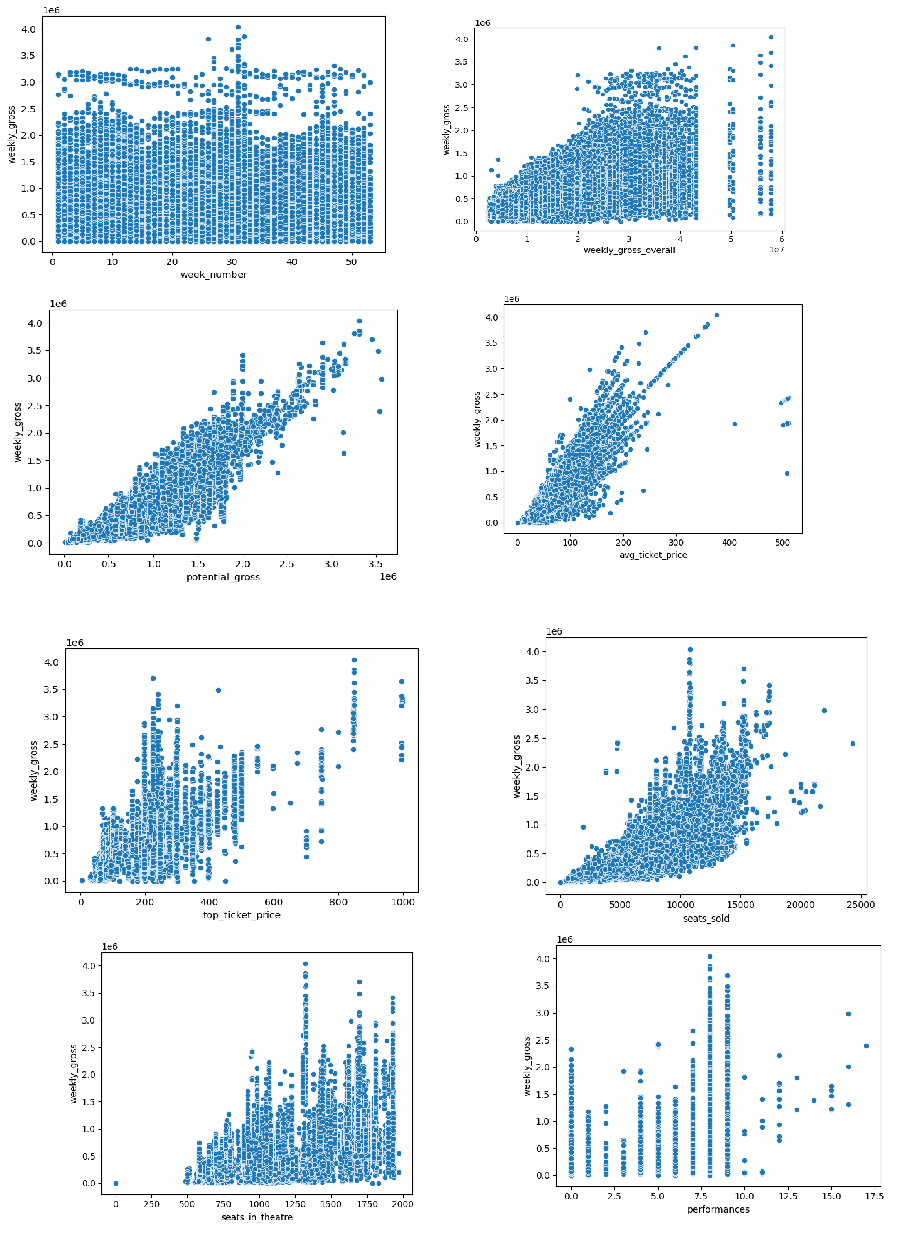 1e6
4.0
3.5
3.0
2.5
2.0
1.5
1.0
0.5
0.0
weekly_gross
0 10 20 30 40 50
week_number
1e6
4.0
3.5
3.0
2.5
2.0
1.5
1.0
0.5
0.0
weekly_gross
0 1 2 3 4 5 6
weekly_gross_overall 1e7
1e6
4.0
3.5
3.0
2.5
2.0
1.5
1.0
0.5
0.0
weekly_gross
0.0 0.5 1.0 1.5 2.0 2.5 3.0 3.5
potential_gross 1e6
1e6
4.0
3.5
3.0
2.5
2.0
1.5
1.0
0.5
0.0
weekly_gross
0 100 200 300 400 500
avg_ticket_price
1e6
4.0
3.5
3.0
2.5
2.0
1.5
1.0
0.5
0.0
weekly_gross
0 200 400 600 800 1000
top_ticket_price
1e6
4.0
3.5
3.0
2.5
2.0
1.5
1.0
0.5
0.0
weekly_gross
0 5000 10000 15000 20000 25000
seats_sold
1e6
4.0
3.5
3.0
2.5
2.0
1.5
1.0
0.5
0.0
weekly_gross
0 250 500 750 1000 1250 1500 1750 2000
seats_in_theatre
1e6
4.0
3.5
3.0
2.5
2.0
1.5
1.0
0.5
0.0
weekly_gross
0.0 2.5 5.0 7.5 10.0 12.5 15.0 17.5
performances